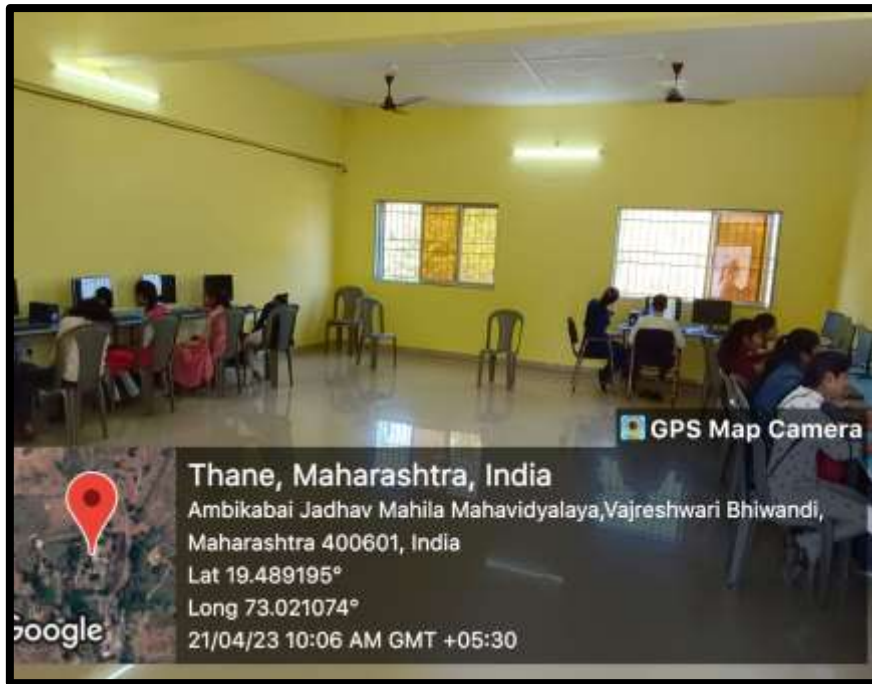 GPS Map Camera
Thane, Maharashtra, India
Ambikabai Jadhav Mahila Mahavidyalaya,Vajreshwari Bhiwandi,
Maharashtra 400601, India
Lat 19.489195°
Long 73.021074°
21/04/23 10:06 AM GMT +05:30
Google